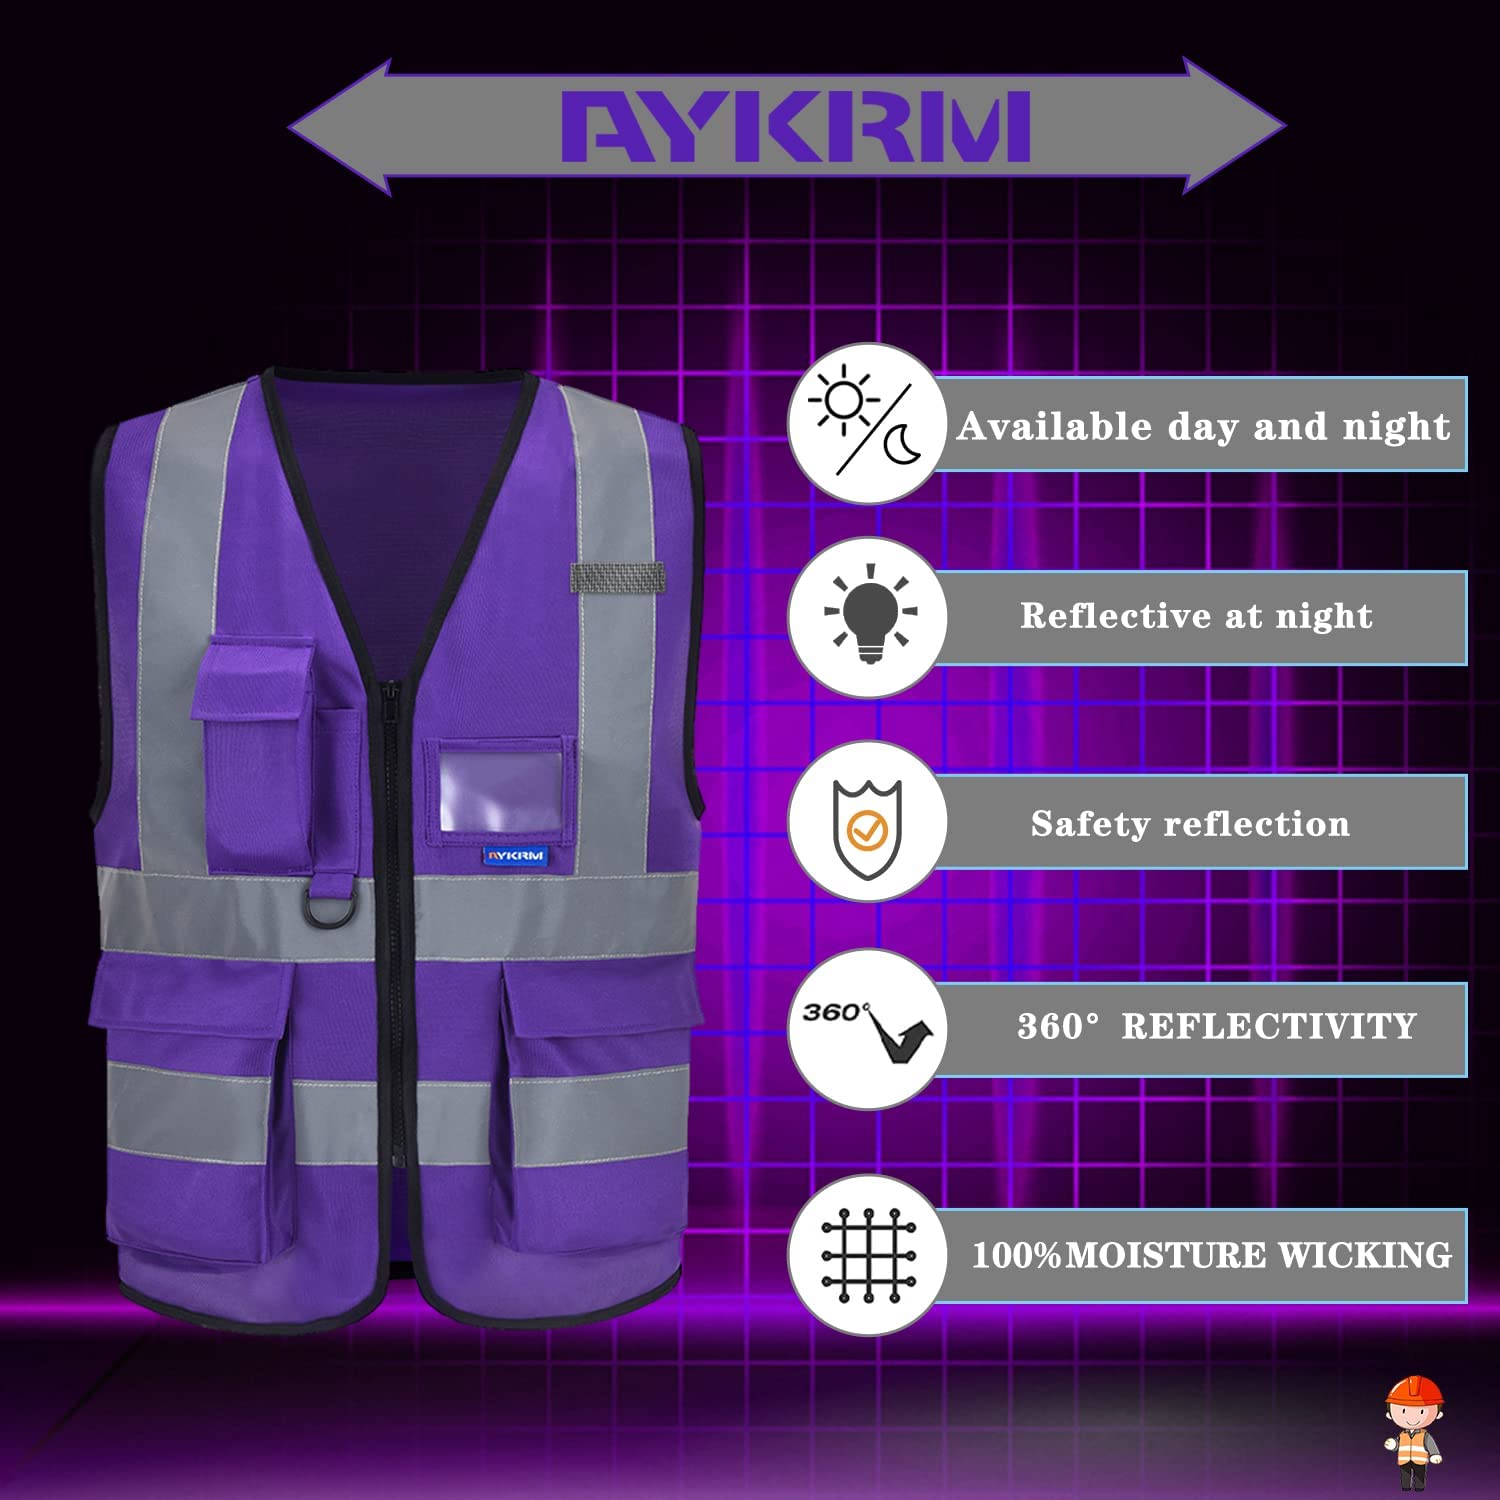 AYKRM
Available day and night
Reflective at night
AYKRM
Safety reflection
360°
360° REFLECTIVITY
100%MOISTURE WICKING